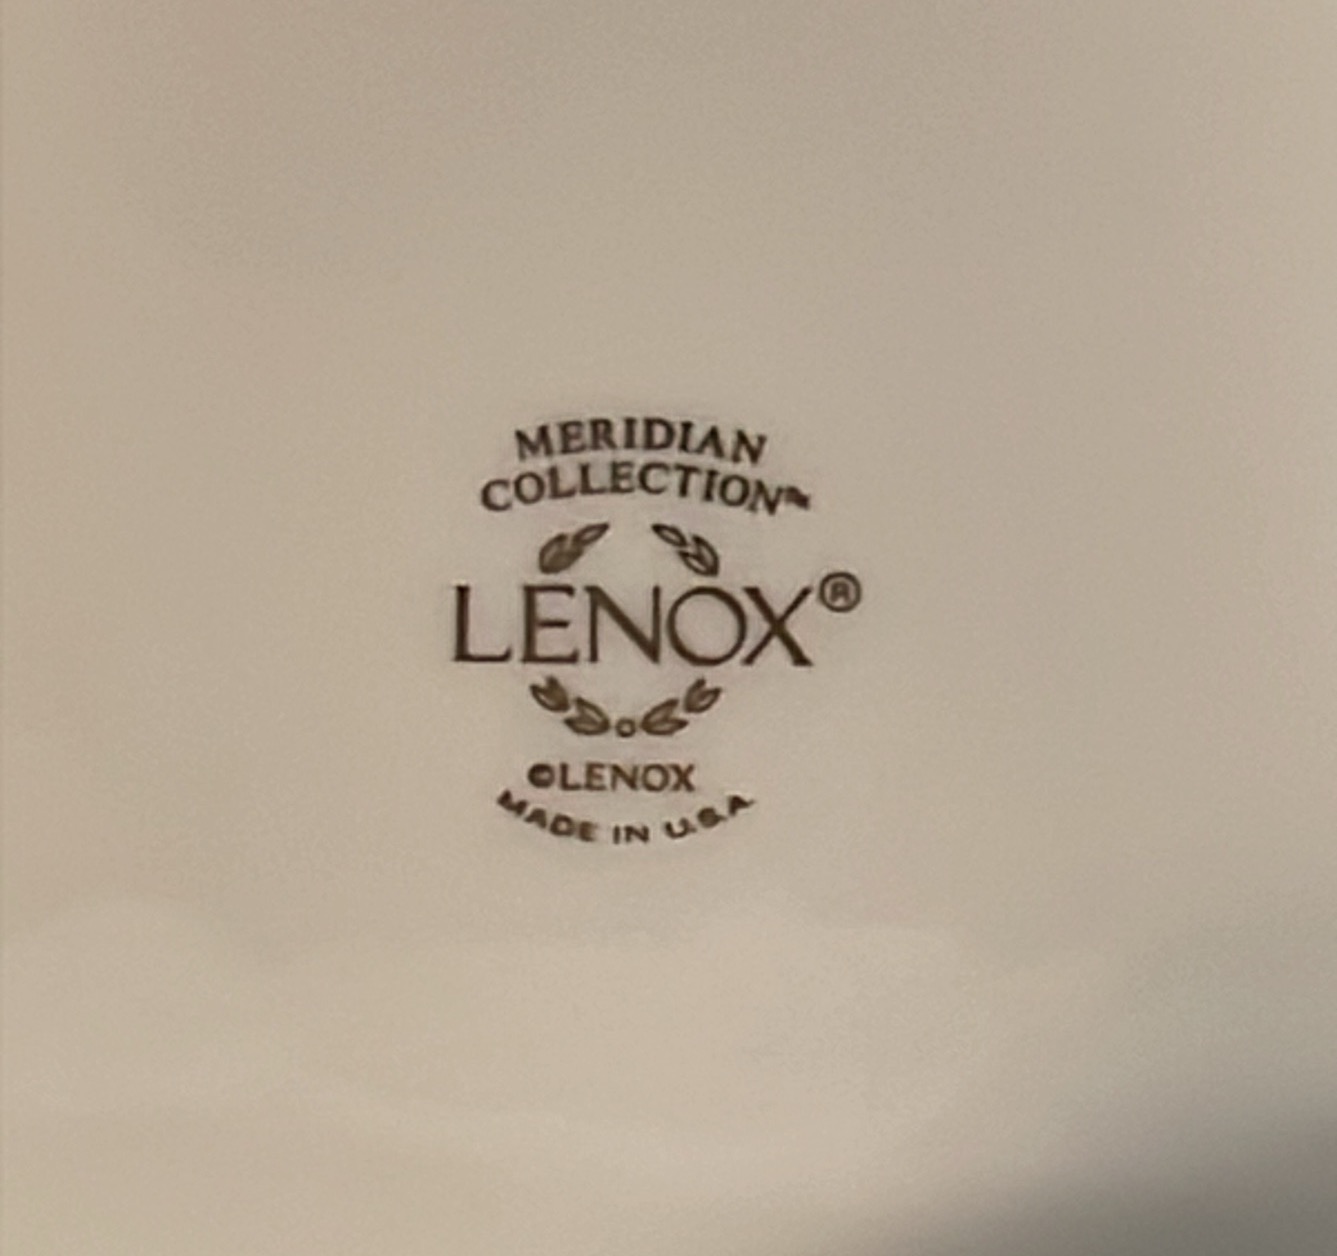 MERIDIAN
COLLECTION™
LENOX®
©LENOX
MADE IN U.S.A.